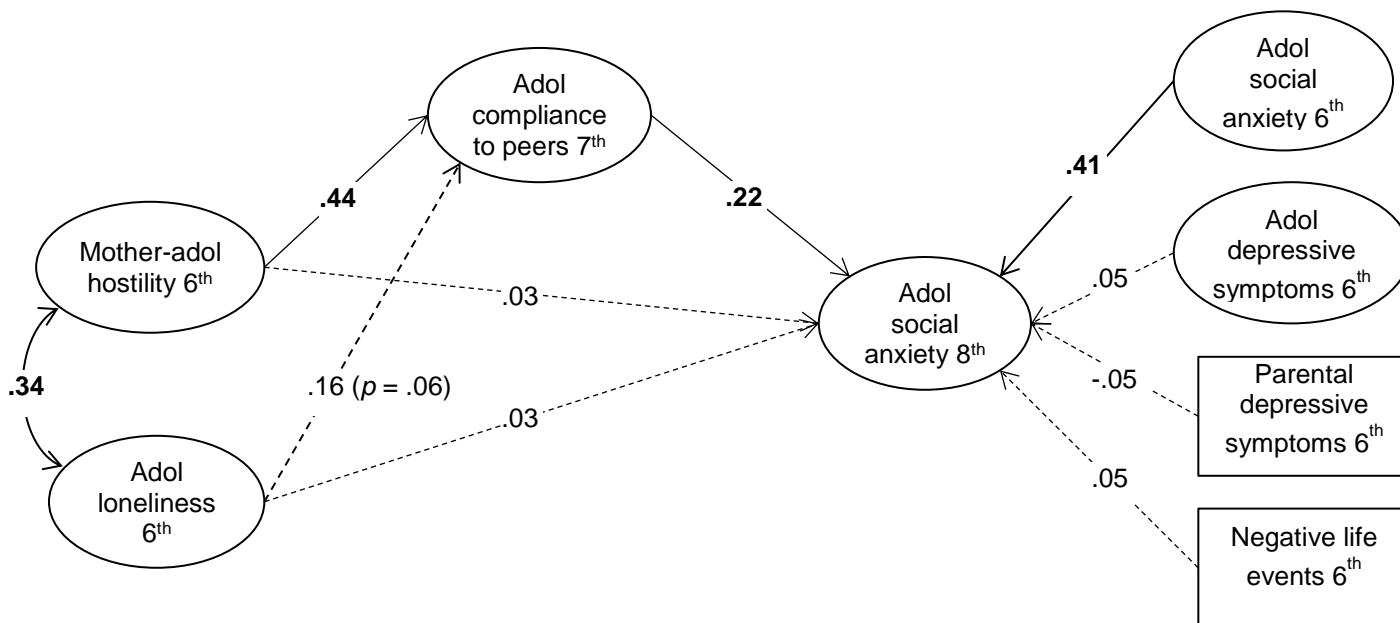 Adol
compliance
to peers 7th
Adol
social
anxiety 6th
.44
.22
.41
Mother-adol
hostility 6th
Adol
depressive
symptoms 6th
.03
.05
Adol
social
anxiety 8th
.34
.16 (p = .06)
.03
-.05
Parental
depressive
symptoms 6th
Adol
loneliness
6th
.05
Negative life
events 6th